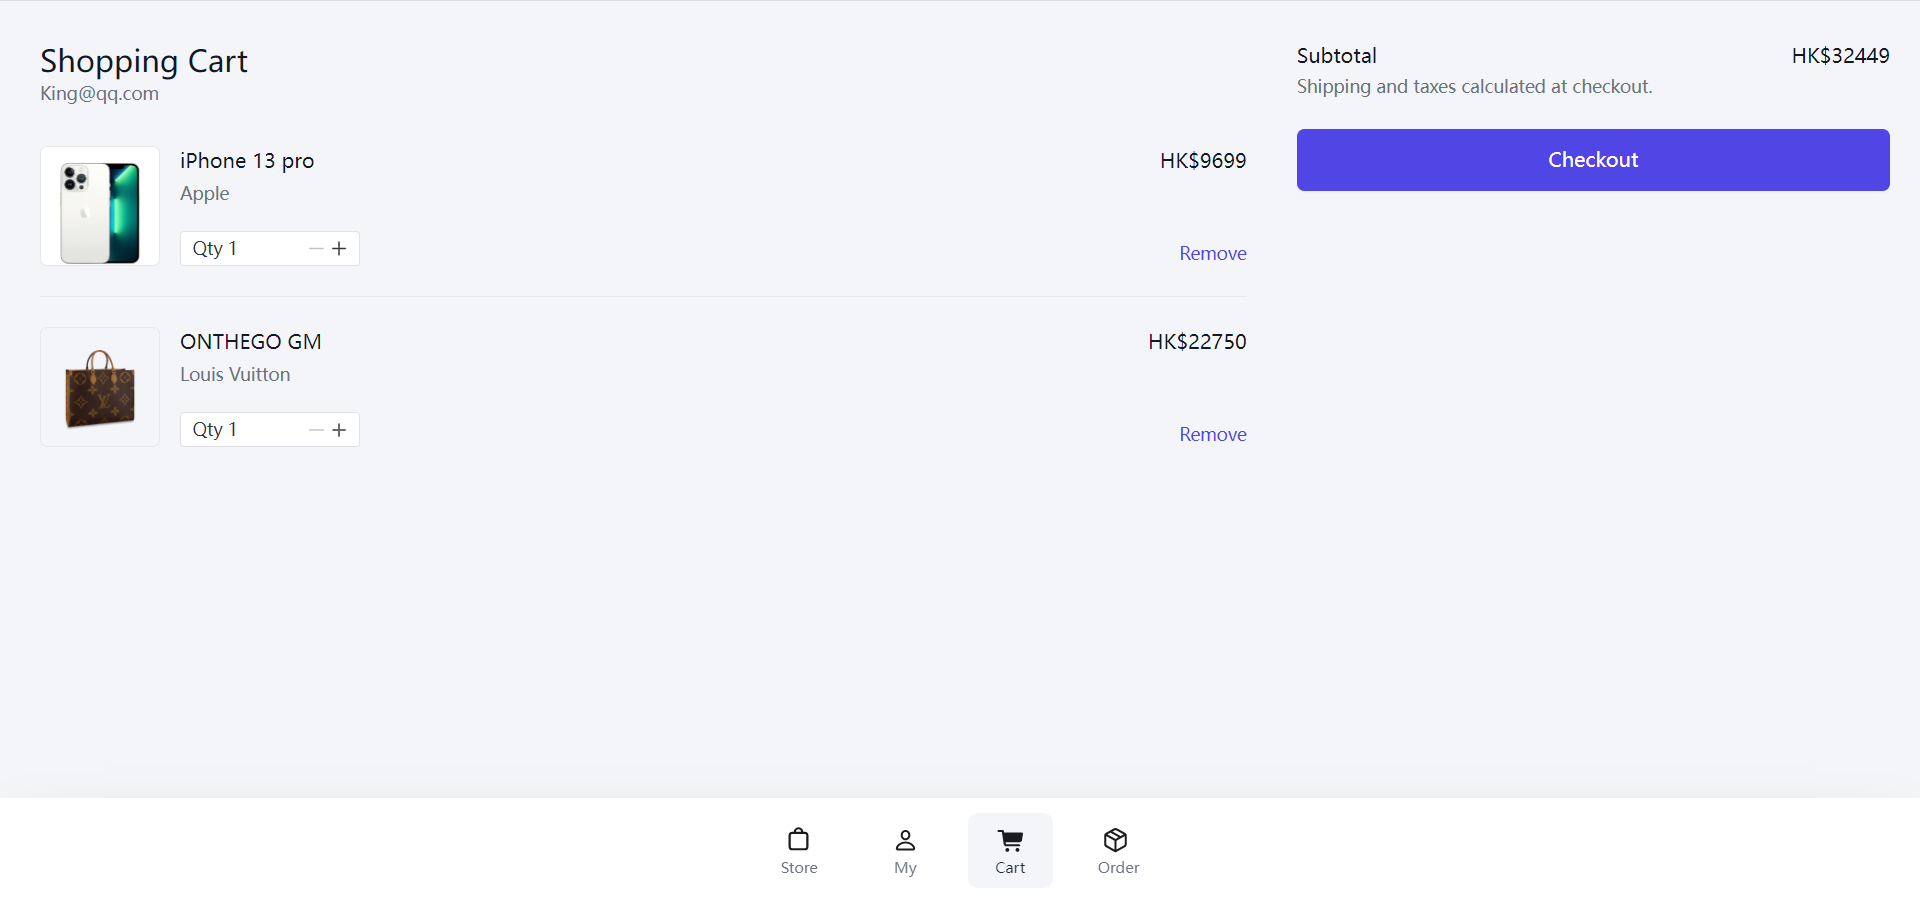 Shopping Cart
King@qq.com
iPhone 13 pro
HK$9699
Apple
Qty 1
Remove
ONTHEGO GM
HK$22750
Louis Vuitton
Qty 1
Remove
Subtotal
HK$32449
Shipping and taxes calculated at checkout.
Checkout
Store
My
Cart
Order